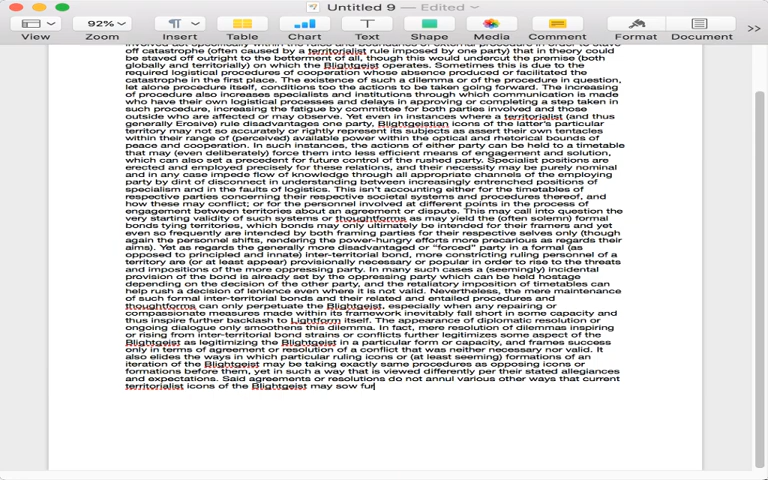 Untitled 9 — Edited
92%
View Zoom Insert Table Chart Text Shape Media Comment Format Document
off catastrophe (often caused by a territorialist rule imposed by one party) that in theory could
be staved off outright to the betterment of all, though this would undercut the premise (both
globally and territorially) on which the Blightgeist operates. Sometimes this is due to the
required logistical procedures of cooperation whose absence produced or facilitated the
catastrophe in the first place. The existence of such a dilemma or of the procedure in question,
let alone procedure itself, conditions too the actions to be taken going forward. The increasing
of procedure also increases specialists and institutions through which communication is made
who have their own logistical processes and delays in approving or completing a step taken in
such procedure, increasing the fatigue by committee for both parties involved and those
outside who are affected or may observe. Yet even in instances where a territorialist (and thus
generally Erosive) rule disadvantages one party, Blightgeistian icons of the latter's particular
territory may not so accurately or rightly represent its subjects as assert their own tentacles
within their range of (perceived) available power within the optical and rhetorical bounds of
peace and cooperation. In such instances, the actions of either party can be held to a timetable
that may (even deliberately) force them into less efficient means of engagement and solution,
which can also set a precedent for future control of the rushed party. Specialist positions are
erected and employed precisely for these relations, and their necessity may be purely nominal
and in any case impede flow of knowledge through all appropriate channels of the employing
party by dint of disconnect in understanding between increasingly entrenched positions of
specialism and in the faults of logistics. This isn't accounting either for the timetables of
respective parties concerning their respective societal systems and procedures thereof, and
how these may conflict; or for the personnel involved at different points in the process of
engagement between territories about an agreement or dispute. This may call into question the
very starting validity of such systems or thoughtforms as may yield the (often solemn) formal
bonds tying territories, which bonds may only ultimately be intended for their framers and yet
even so frequently are intended by both framing parties for their respective selves only (though
again the personnel shifts, rendering the power-hungry efforts more precarious as regards their
aims). Yet as regards the generally more disadvantaged or "forced" party in a formal (as
opposed to principled and innate) inter-territorial bond, more constricting ruling personnel of a
territory are (or at least appear) provisionally necessary or popular in order to rise to the threats
and impositions of the more oppressing party. In many such cases a (seemingly) incidental
provision of the bond is already set by the oppressing party which can be held hostage
depending on the decision of the other party, and the retaliatory imposition of timetables can
help rush a decision of lenience even where it is not valid. Nevertheless, the mere maintenance
of such formal inter-territorial bonds and their related and entailed procedures and
thoughtforms can only perpetuate the Blightgeist, especially when any repairing or
compassionate measures made within its framework inevitably fall short in some capacity and
thus inspire further backlash to Lightform itself. The appearance of diplomatic resolution or
ongoing dialogue only smoothens this dilemma. In fact, mere resolution of dilemmas inspiring
or rising from inter-territorial bond strains or conflicts further legitimizes some aspect of the
Blightgeist as legitimizing the Blightgeist in a particular form or capacity, and frames success
only in terms of agreement or resolution of a conflict that was neither necessary nor valid. It
also elides the ways in which particular ruling icons or (at least seeming) formations of an
iteration of the Blightgeist may be taking exactly same procedures as opposing icons or
formations before them, yet in such a way that is viewed differently per their stated allegiances
and expectations. Said agreements or resolutions do not annul various other ways that current
territorialist icons of the Blightgeist may sow fur